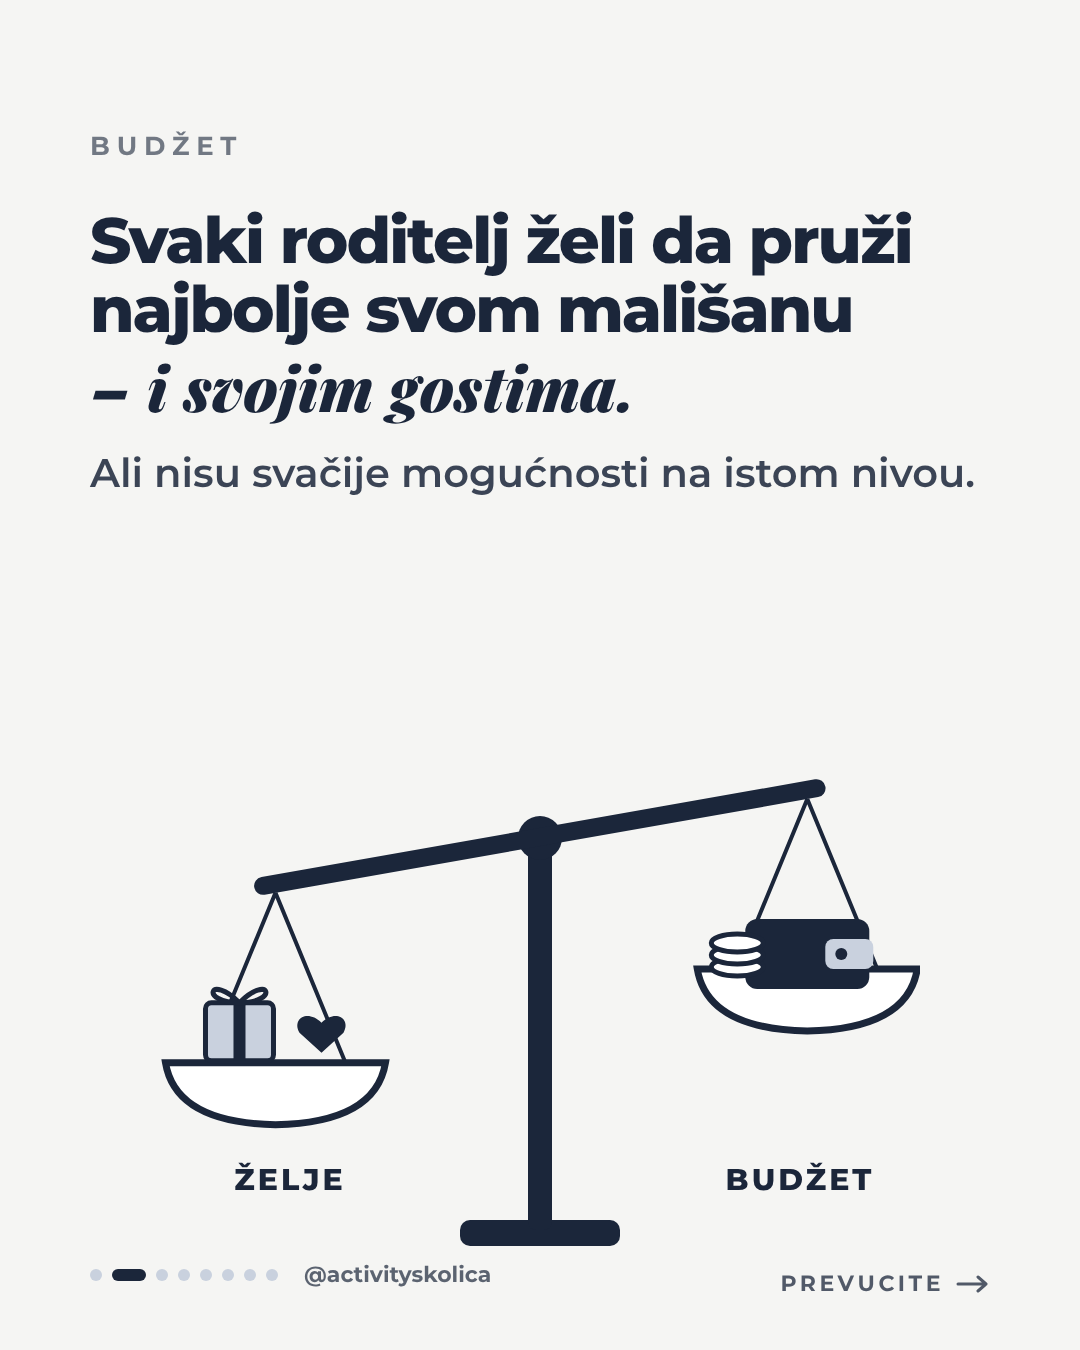 BUDŽET
Svaki roditelj želi da pruži
najbolje svom mališanu
– i svojim gostima.
Ali nisu svačije mogućnosti na istom nivou.
ŽELJE
BUDŽET
@activityskolica
PREVUCITE →